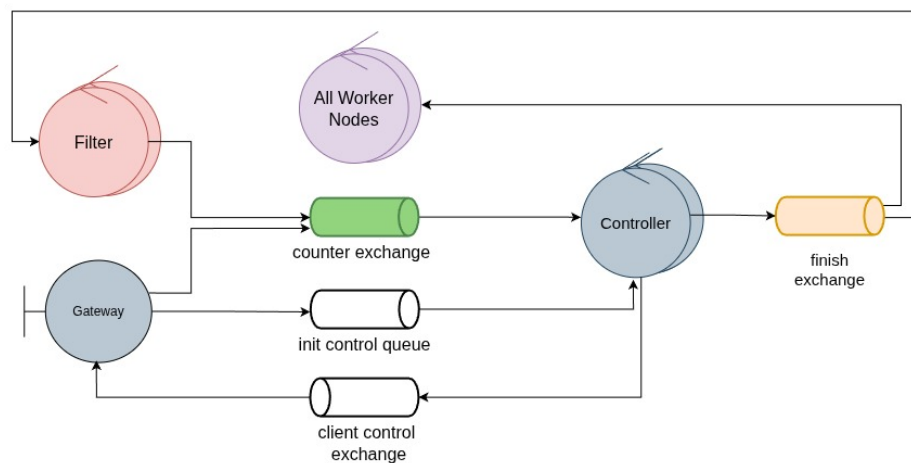 All Worker
Nodes
Filter
Controller
counter exchange
finish
exchange
Gateway
init control queue
client control
exchange